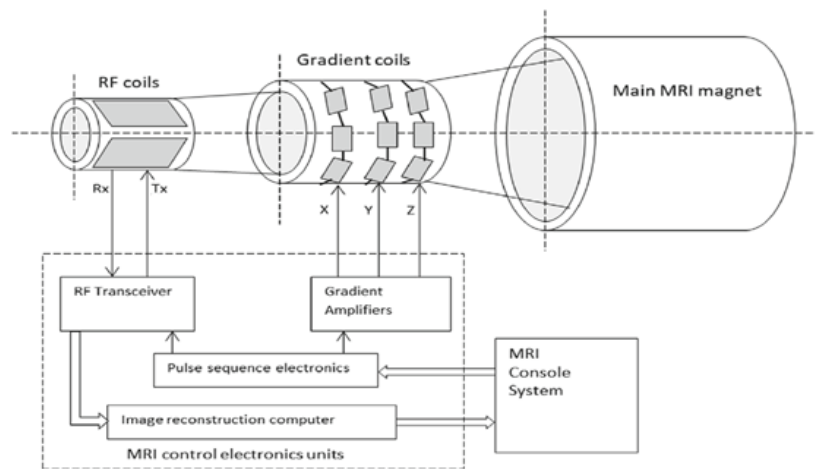 Gradient coils
RF coils
Main MRI magnet
Rx
Tx
X
Y
Z
RF Transceiver
Gradient
Amplifiers
Pulse sequence electronics
MRI
Console
System
Image reconstruction computer
MRI control electronics units